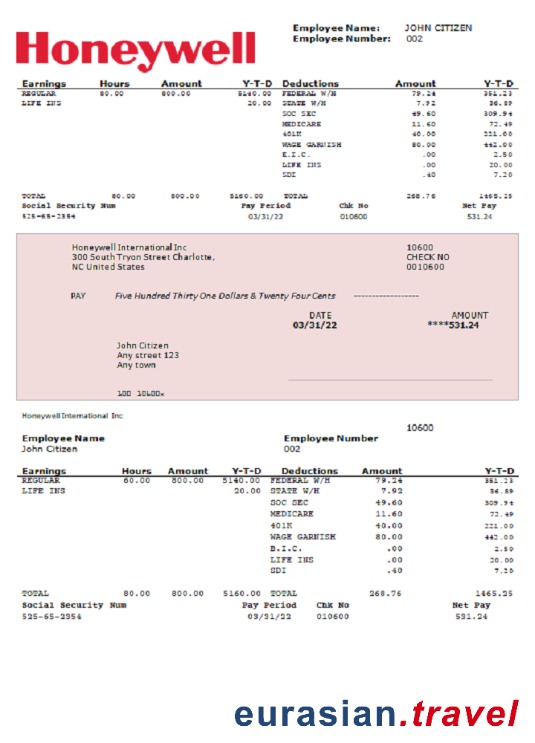 Honeywell
Employee Name: JOHN CITIZEN
Employee Number: 002
Earnings Hours Amount Y-T-D Deductions Amount Y-T-D
REGULAR 80.00 800.00 5140.00 FEDERAL W/H 79.24 351.23
LIFE INS 20.00 STATE W/H 7.92 36.89
SOC SEC 49.60 309.94
MEDICARE 11.60 72.49
401K 40.00 221.00
WAGE GARNISH 80.00 442.00
E.I.C. .00 2.50
LIFE INS .00 20.00
SDI .40 7.20
TOTAL 80.00 800.00 5160.00 TOTAL 268.76 1465.25
Social Security Num Pay Period Chk No Net Pay
525-65-2354 03/31/22 010600 531.24
Honeywell International Inc 10600
300 South Tryon Street Charlotte, CHECK NO
NC United States 0010600
PAY Five Hundred Thirty One Dollars & Twenty Four Cents ------------------
DATE AMOUNT
03/31/22 ****531.24
John Citizen
Any street 123
Any town
Honeywell International Inc
10600
Employee Name Employee Number
John Citizen 002
Earnings Hours Amount Y-T-D Deductions Amount Y-T-D
REGULAR 60.00 800.00 5140.00 FEDERAL W/H 79.24 351.23
LIFE INS 20.00 STATE W/H 7.92 36.89
SOC SEC 49.60 309.94
MEDICARE 11.60 72.49
401K 40.00 221.00
WAGE GARNISH 80.00 442.00
B.I.C. .00 2.50
LIFE INS .00 20.00
SDI .40 7.20
TOTAL 80.00 800.00 5160.00 TOTAL 268.76 1465.25
Social Security Num Pay Period Chk No Net Pay
525-65-2354 03/31/22 010600 531.24
eurasian.travel